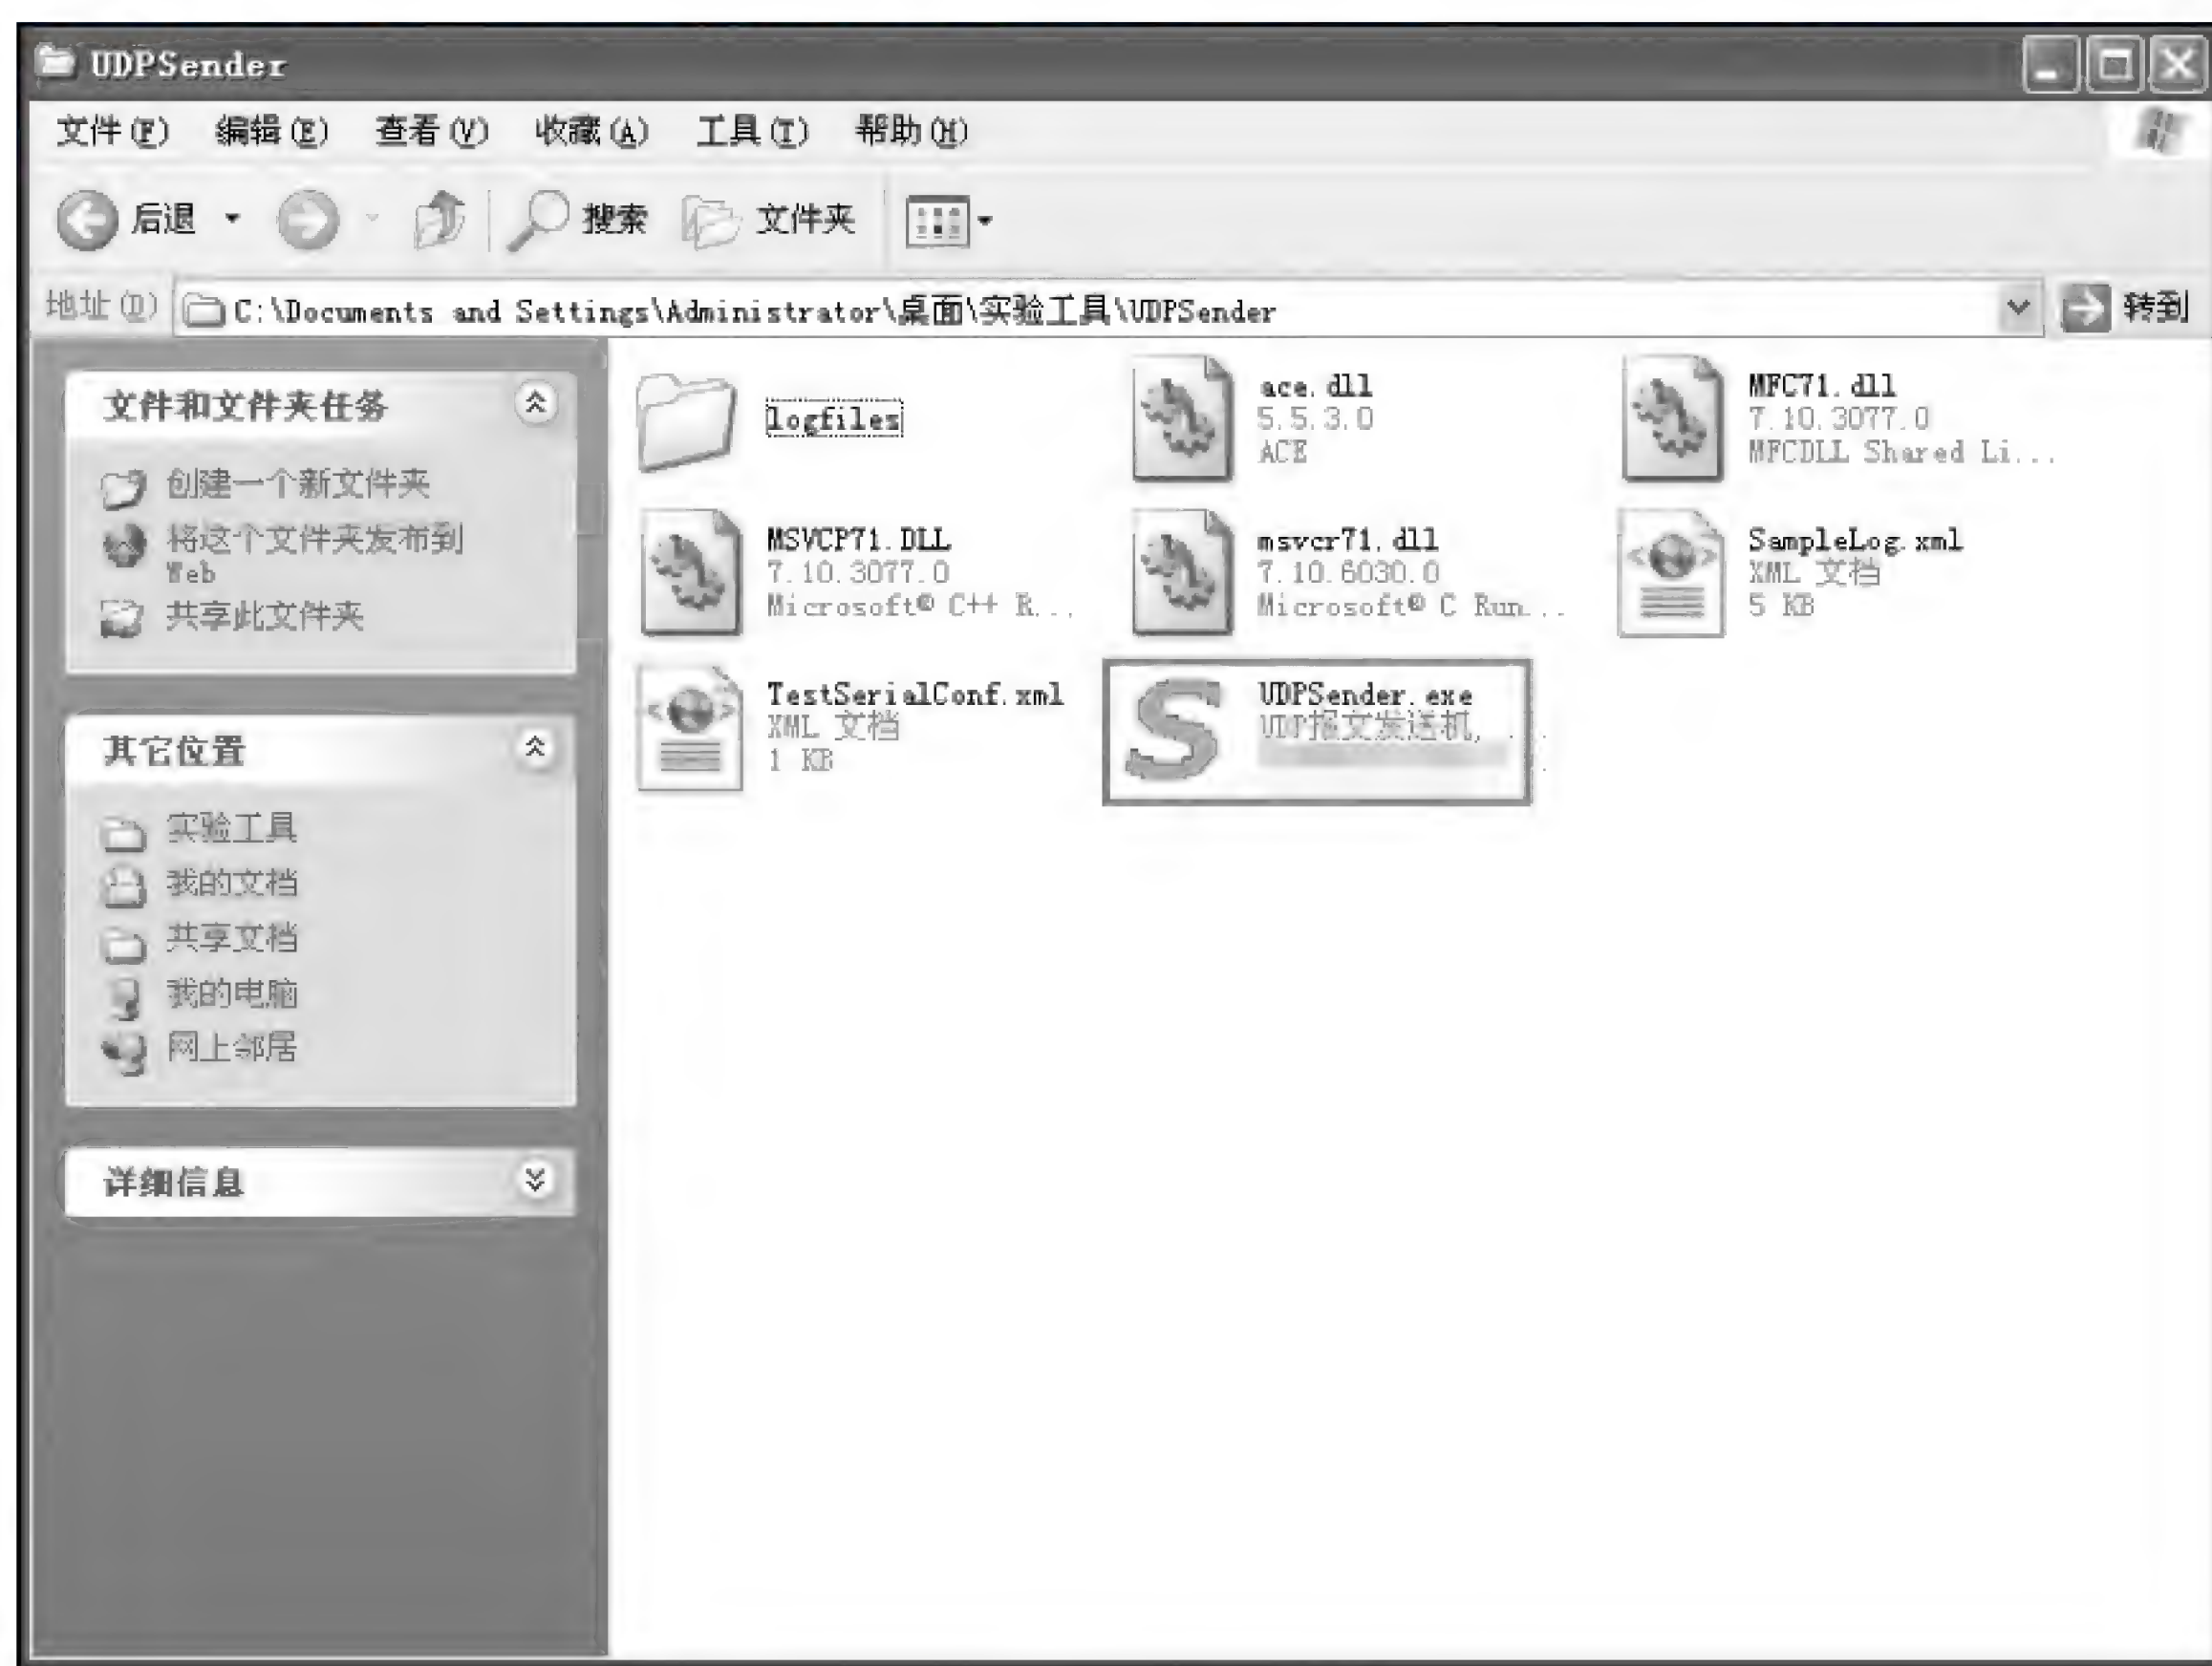 UDPSender
文件(F) 编辑(E) 查看(V) 收藏(A) 工具(T) 帮助(H)
后退 搜索 文件夹
地址(D) C:\Documents and Settings\Administrator\桌面\实验工具\UDPSender 转到
文件和文件夹任务
创建一个新文件夹
将这个文件夹发布到
Web
共享此文件夹
其它位置
实验工具
我的文档
共享文档
我的电脑
网上邻居
详细信息
logfiles
ace.dll
5.5.3.0
ACE
MFC71.dll
7.10.3077.0
MFCDLL Shared Li...
MSVCP71.DLL
7.10.3077.0
Microsoft® C++ R...
msvcr71.dll
7.10.6030.0
Microsoft® C Run...
SampleLog.xml
XML 文档
5 KB
TestSerialConf.xml
XML 文档
1 KB
UDPSender.exe
UDP报文发送机, ...